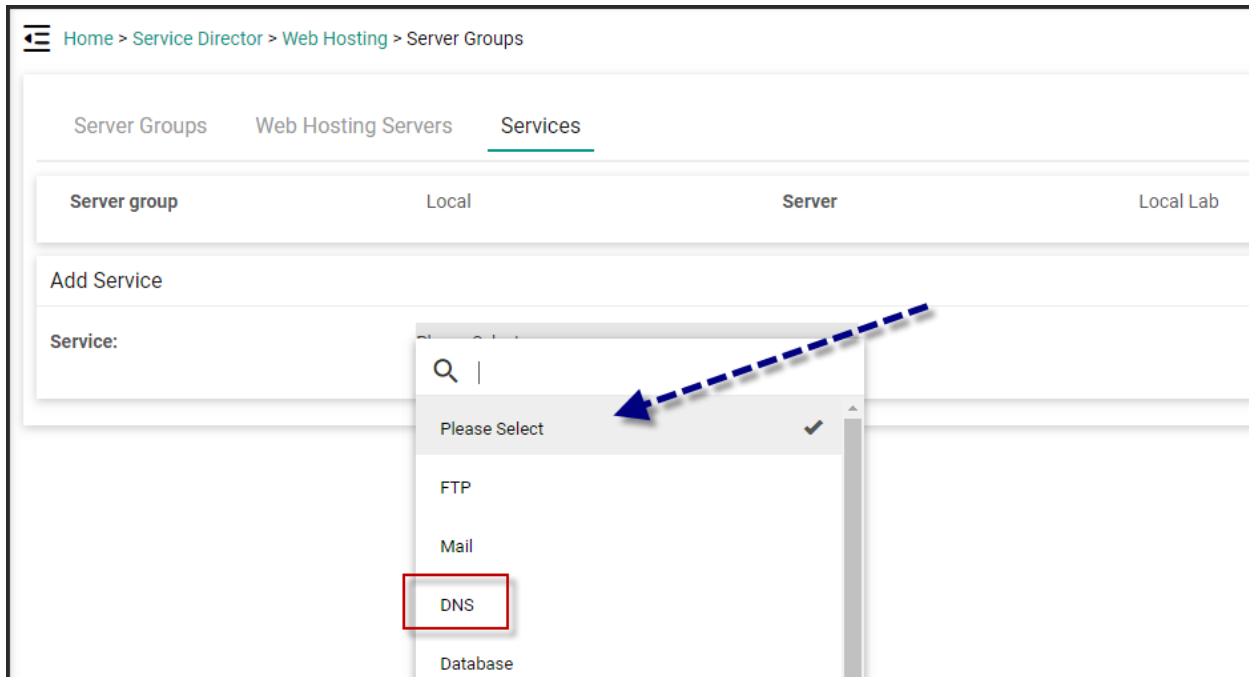 Home > Service Director > Web Hosting > Server Groups
Server Groups Web Hosting Servers Services
Server group Local Server Local Lab
Add Service
Service:
Please Select
FTP
Mail
DNS
Database